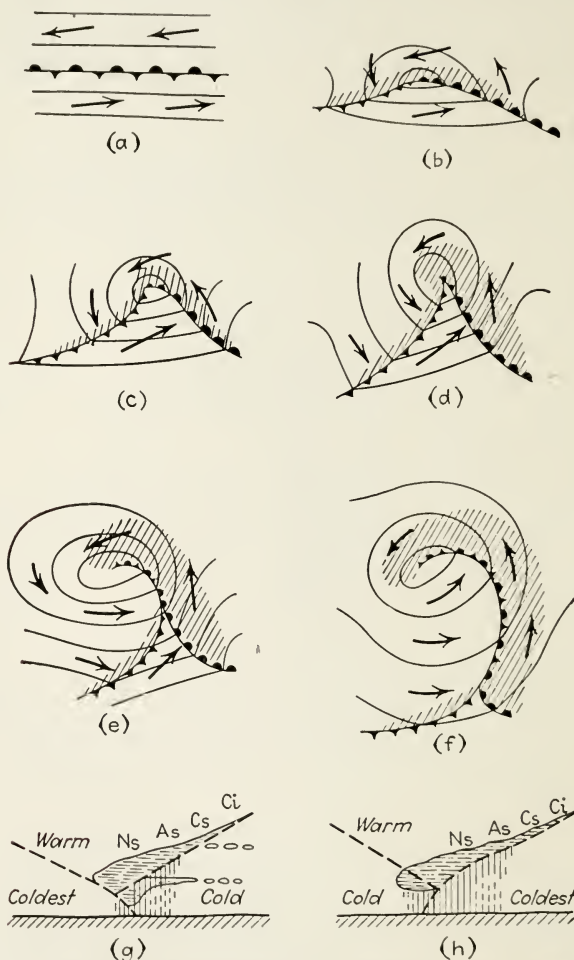 (a)
(b)
(c)
(d)
(e)
(f)
Warm Ns As Cs Ci
Coldest Cold
(g)
Warm Ns As Cs Ci
Cold Coldest
(h)